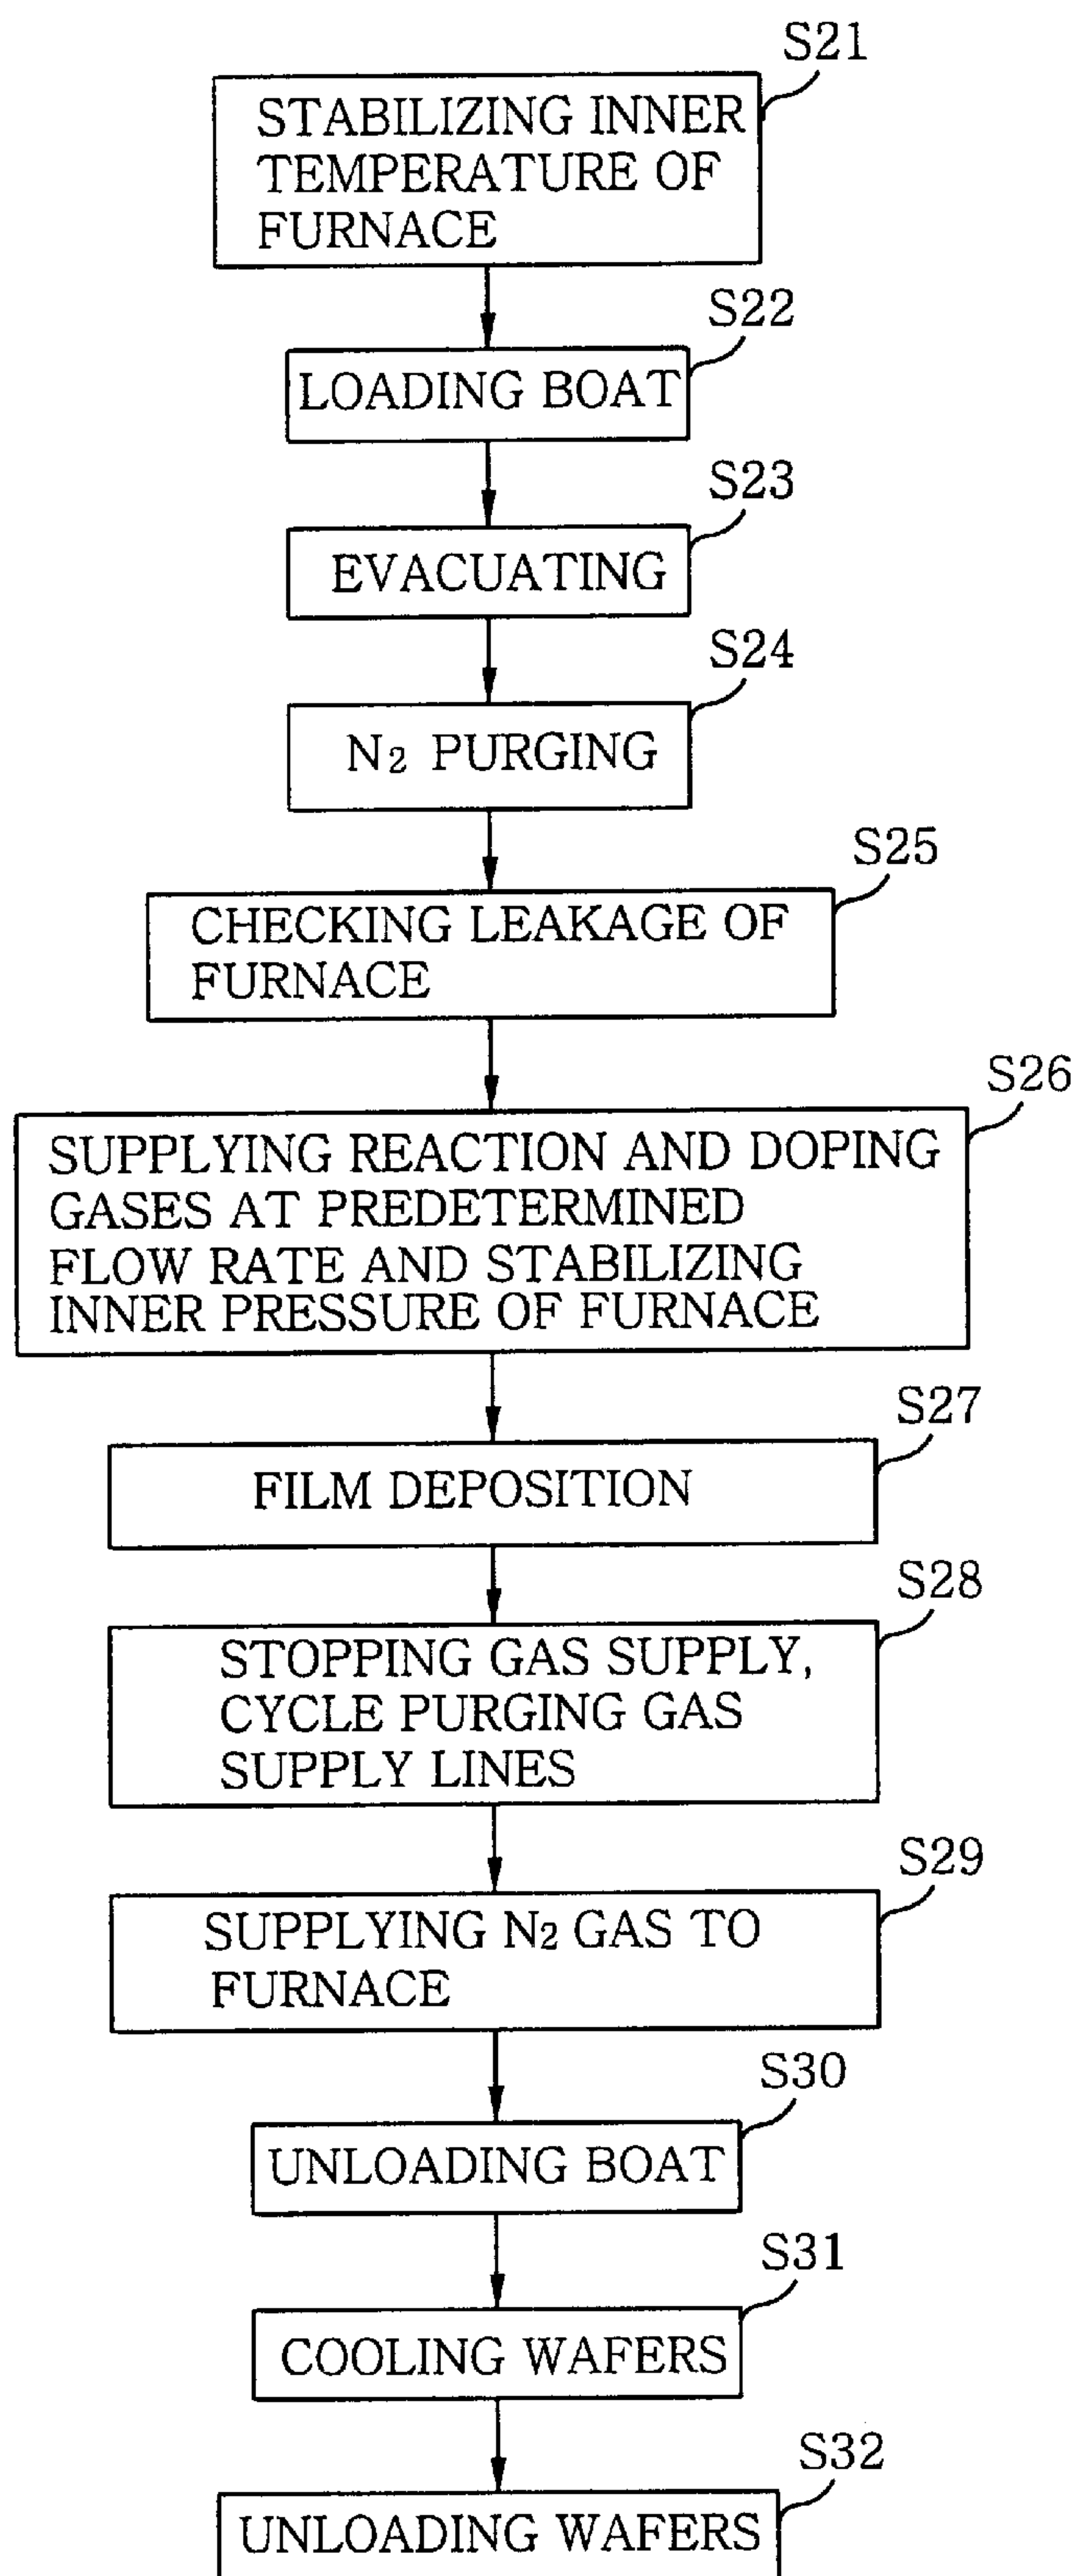 S21
STABILIZING INNER
TEMPERATURE OF
FURNACE
S22
LOADING BOAT
S23
EVACUATING
S24
N2 PURGING
S25
CHECKING LEAKAGE OF
FURNACE
S26
SUPPLYING REACTION AND DOPING
GASES AT PREDETERMINED
FLOW RATE AND STABILIZING
INNER PRESSURE OF FURNACE
S27
FILM DEPOSITION
S28
STOPPING GAS SUPPLY,
CYCLE PURGING GAS
SUPPLY LINES
S29
SUPPLYING N2 GAS TO
FURNACE
S30
UNLOADING BOAT
S31
COOLING WAFERS
S32
UNLOADING WAFERS